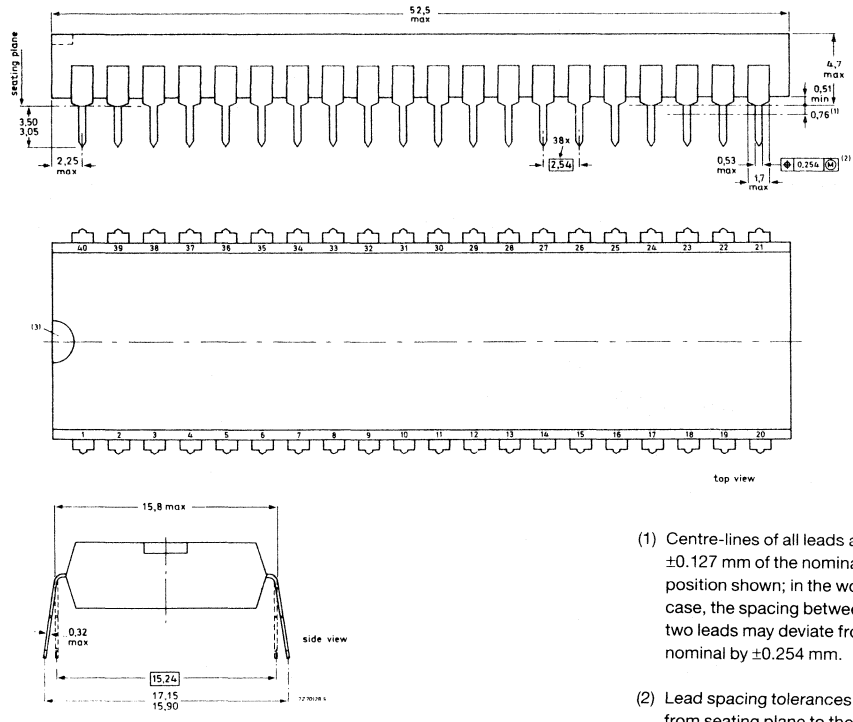 52,5
max
seating plane
4,7
max
0,51
min
0,76 (1)
3,50
3,05
2,25
max
38x
2,54
0,53
max
0,254 M (2)
1,7
max
40 39 38 37 36 35 34 33 32 31 30 29 28 27 26 25 24 23 22 21
(3)
1 2 3 4 5 6 7 8 9 10 11 12 13 14 15 16 17 18 19 20
top view
15,8 max
0,32
max
side view
15,24
17,15
15,90
(1) Centre-lines of all leads a
±0.127 mm of the nomina
position shown; in the wo
case, the spacing betwee
two leads may deviate fro
nominal by ±0.254 mm.
(2) Lead spacing tolerances
from seating plane to the